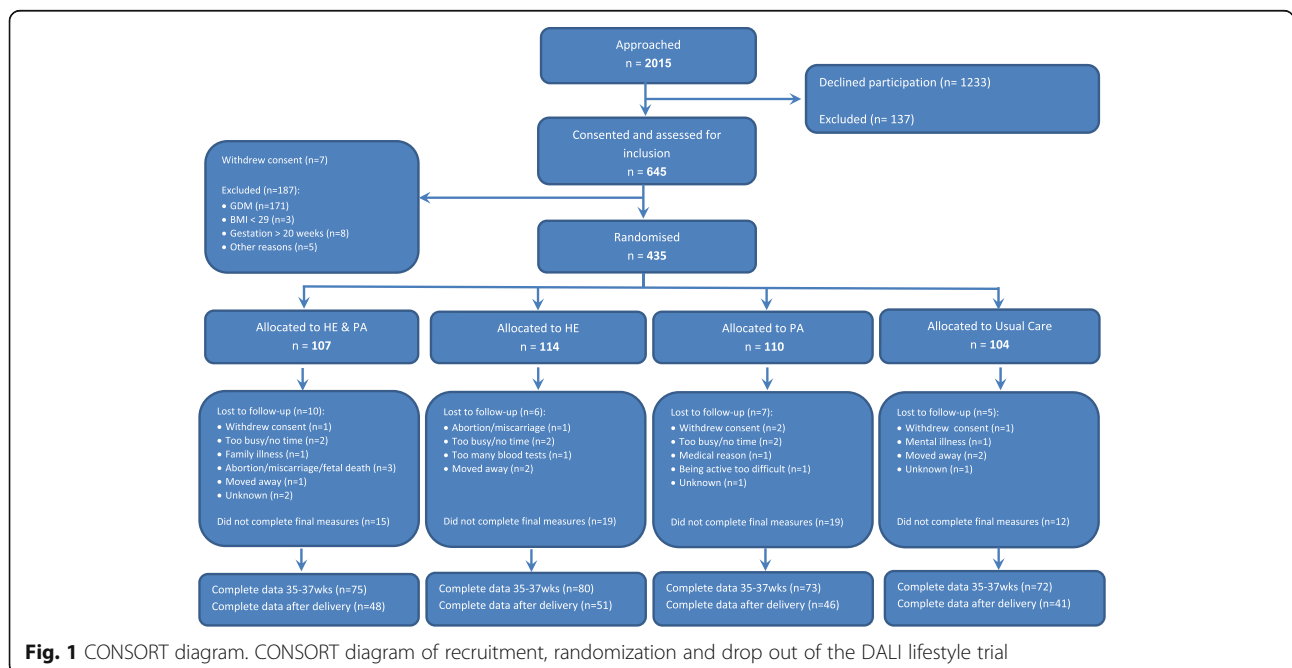 Approached
n = 2015
Declined participation (n= 1233)
Excluded (n= 137)
Consented and assessed for
inclusion
n = 645
Withdrew consent (n=7)
Excluded (n=187):
• GDM (n=171)
• BMI < 29 (n=3)
• Gestation > 20 weeks (n=8)
• Other reasons (n=5)
Randomised
n = 435
Allocated to HE & PA
n = 107
Allocated to HE
n = 114
Allocated to PA
n = 110
Allocated to Usual Care
n = 104
Lost to follow-up (n=10):
• Withdrew consent (n=1)
• Too busy/no time (n=2)
• Family illness (n=1)
• Abortion/miscarriage/fetal death (n=3)
• Moved away (n=1)
• Unknown (n=2)
Did not complete final measures (n=15)
Lost to follow-up (n=6):
• Abortion/miscarriage (n=1)
• Too busy/no time (n=2)
• Too many blood tests (n=1)
• Moved away (n=2)
Did not complete final measures (n=19)
Lost to follow-up (n=7):
• Withdrew consent (n=2)
• Too busy/no time (n=2)
• Medical reason (n=1)
• Being active too difficult (n=1)
• Unknown (n=1)
Did not complete final measures (n=19)
Lost to follow-up (n=5):
• Withdrew consent (n=1)
• Mental illness (n=1)
• Moved away (n=2)
• Unknown (n=1)
Did not complete final measures (n=12)
Complete data 35-37wks (n=75)
Complete data after delivery (n=48)
Complete data 35-37wks (n=80)
Complete data after delivery (n=51)
Complete data 35-37wks (n=73)
Complete data after delivery (n=46)
Complete data 35-37wks (n=72)
Complete data after delivery (n=41)
Fig. 1 CONSORT diagram. CONSORT diagram of recruitment, randomization and drop out of the DALI lifestyle trial